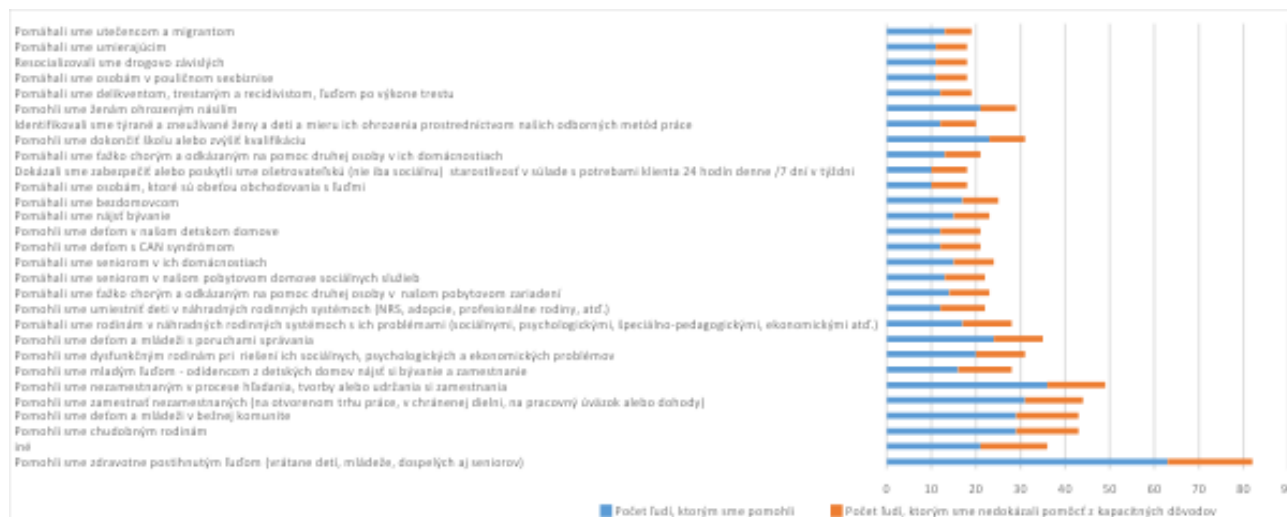 Pomáhali sme utečencom a migrantom
Pomáhali sme umierajúcim
Resocializovali sme drogovo závislých
Pomáhali sme osobám v pouličnom sexbiznise
Pomáhali sme delikventom, trestaným a recidivistom, ľuďom po výkone trestu
Pomohli sme ženám ohrozeným násilím
Identifikovali sme týrané a zneužívané ženy a deti a mieru ich ohrozenia prostredníctvom našich odborných metód práce
Pomohli sme dokončiť školu alebo zvýšiť kvalifikáciu
Pomáhali sme ťažko chorým a odkázaným na pomoc druhej osoby v ich domácnostiach
Dokázali sme zabezpečiť alebo poskytli sme ošetrovateľskú (nie iba sociálnu) starostlivosť v súlade s potrebami klienta 24 hodín denne /7 dní v týždni
Pomáhali sme osobám, ktoré sú obeťou obchodovania s ľuďmi
Pomáhali sme bezdomovcom
Pomáhali sme nájsť bývanie
Pomohli sme deťom v našom detskom domove
Pomohli sme deťom s CAN syndrómom
Pomáhali sme seniorom v ich domácnostiach
Pomáhali sme seniorom v našom pobytovom domove sociálnych služieb
Pomáhali sme ťažko chorým a odkázaným na pomoc druhej osoby v našom pobytovom zariadení
Pomohli sme umiestniť deti v náhradných rodinných systémoch (NRS, adopcie, profesionálne rodiny, atď.)
Pomáhali sme rodinám v náhradných rodinných systémoch s ich problémami (sociálnymi, psychologickými, špeciálno-pedagogickými, ekonomickými atď.)
Pomohli sme deťom a mládeži s poruchami správania
Pomohli sme dysfunkčným rodinám pri riešení ich sociálnych, psychologických a ekonomických problémov
Pomohli sme mladým ľuďom - odídencom z detských domov nájsť si bývanie a zamestnanie
Pomohli sme nezamestnaným v procese hľadania, tvorby alebo udržania si zamestnania
Pomohli sme zamestnať nezamestnaných (na otvorenom trhu práce, v chránenej dielni, na pracovný úväzok alebo dohody)
Pomohli sme deťom a mládeži v bežnej komunite
Pomohli sme chudobným rodinám
iné
Pomohli sme zdravotne postihnutým ľuďom (vrátane detí, mládeže, dospelých aj seniorov)
0 10 20 30 40 50 60 70 80
Počet ľudí, ktorým sme pomohli
Počet ľudí, ktorým sme nedokázali pomôcť z kapacitných dôvodov